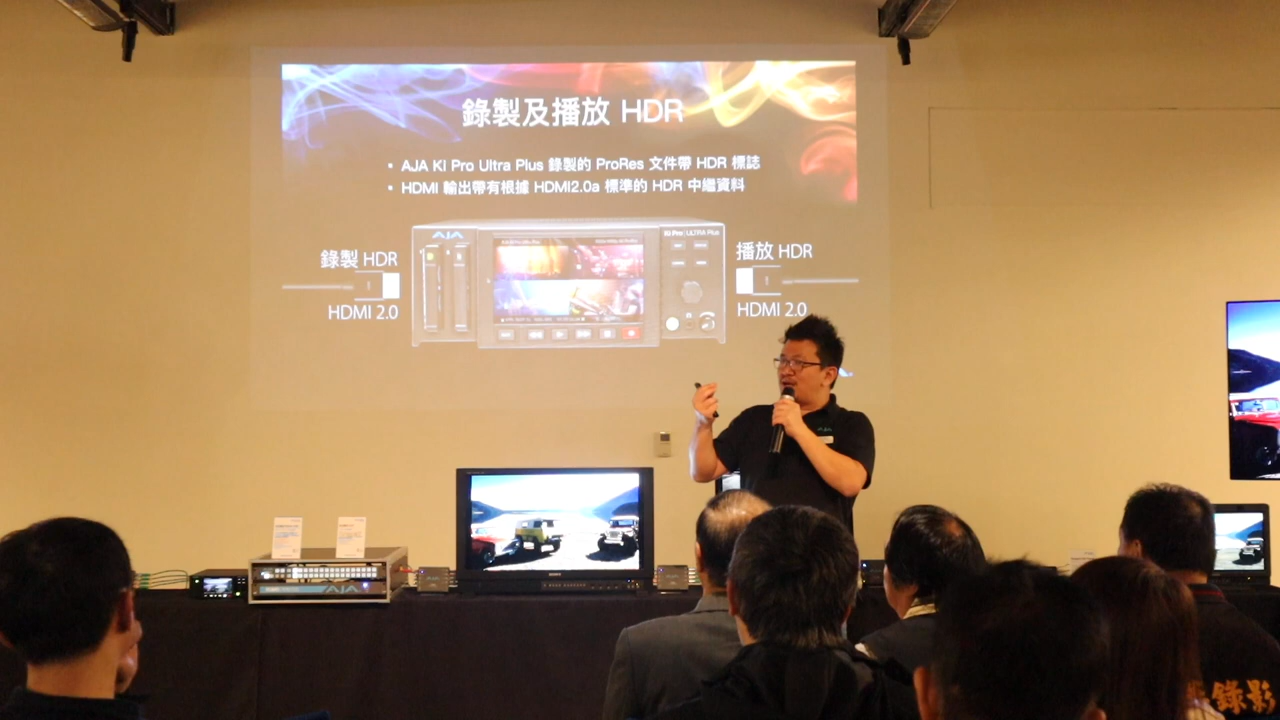 錄製及播放 HDR
• AJA KI Pro Ultra Plus 錄製的 ProRes 文件帶 HDR 標誌
• HDMI 輸出帶有根據 HDMI2.0a 標準的 HDR 中繼資料
AJA
Ki Pro ULTRA Plus
錄製 HDR
HDMI 2.0
播放 HDR
HDMI 2.0
AJA
AJA
錄影